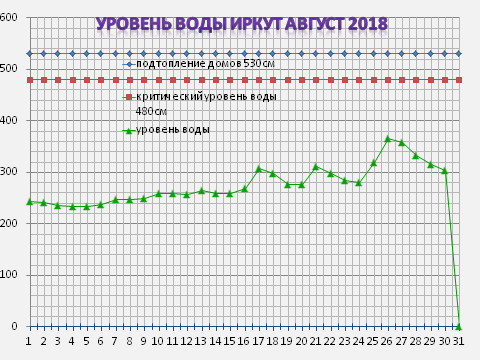 УРОВЕНЬ ВОДЫ ИРКУТ АВГУСТ 2018
600
500
400
300
200
100
0
подтопление домов 530см
критический уровень воды
480см
уровень воды
1 2 3 4 5 6 7 8 9 10 11 12 13 14 15 16 17 18 19 20 21 22 23 24 25 26 27 28 29 30 31